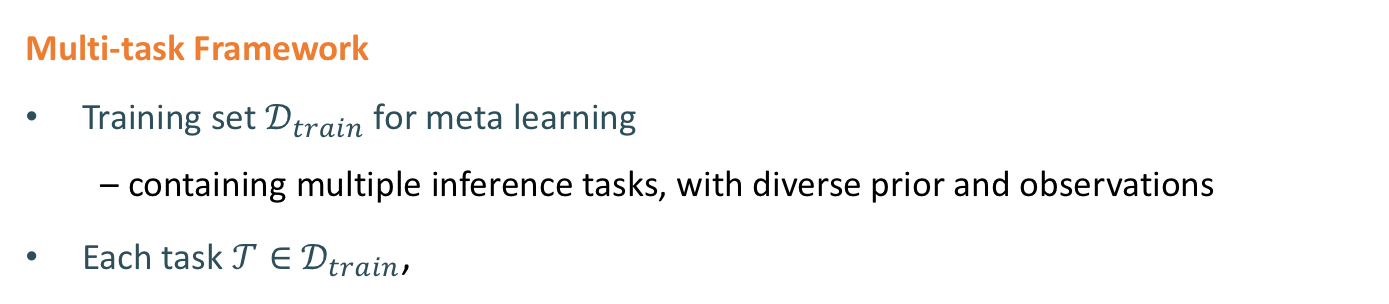 Multi-task Framework
• Training set 𝒟_train for meta learning
– containing multiple inference tasks, with diverse prior and observations
• Each task 𝒯 ∈ 𝒟_train,